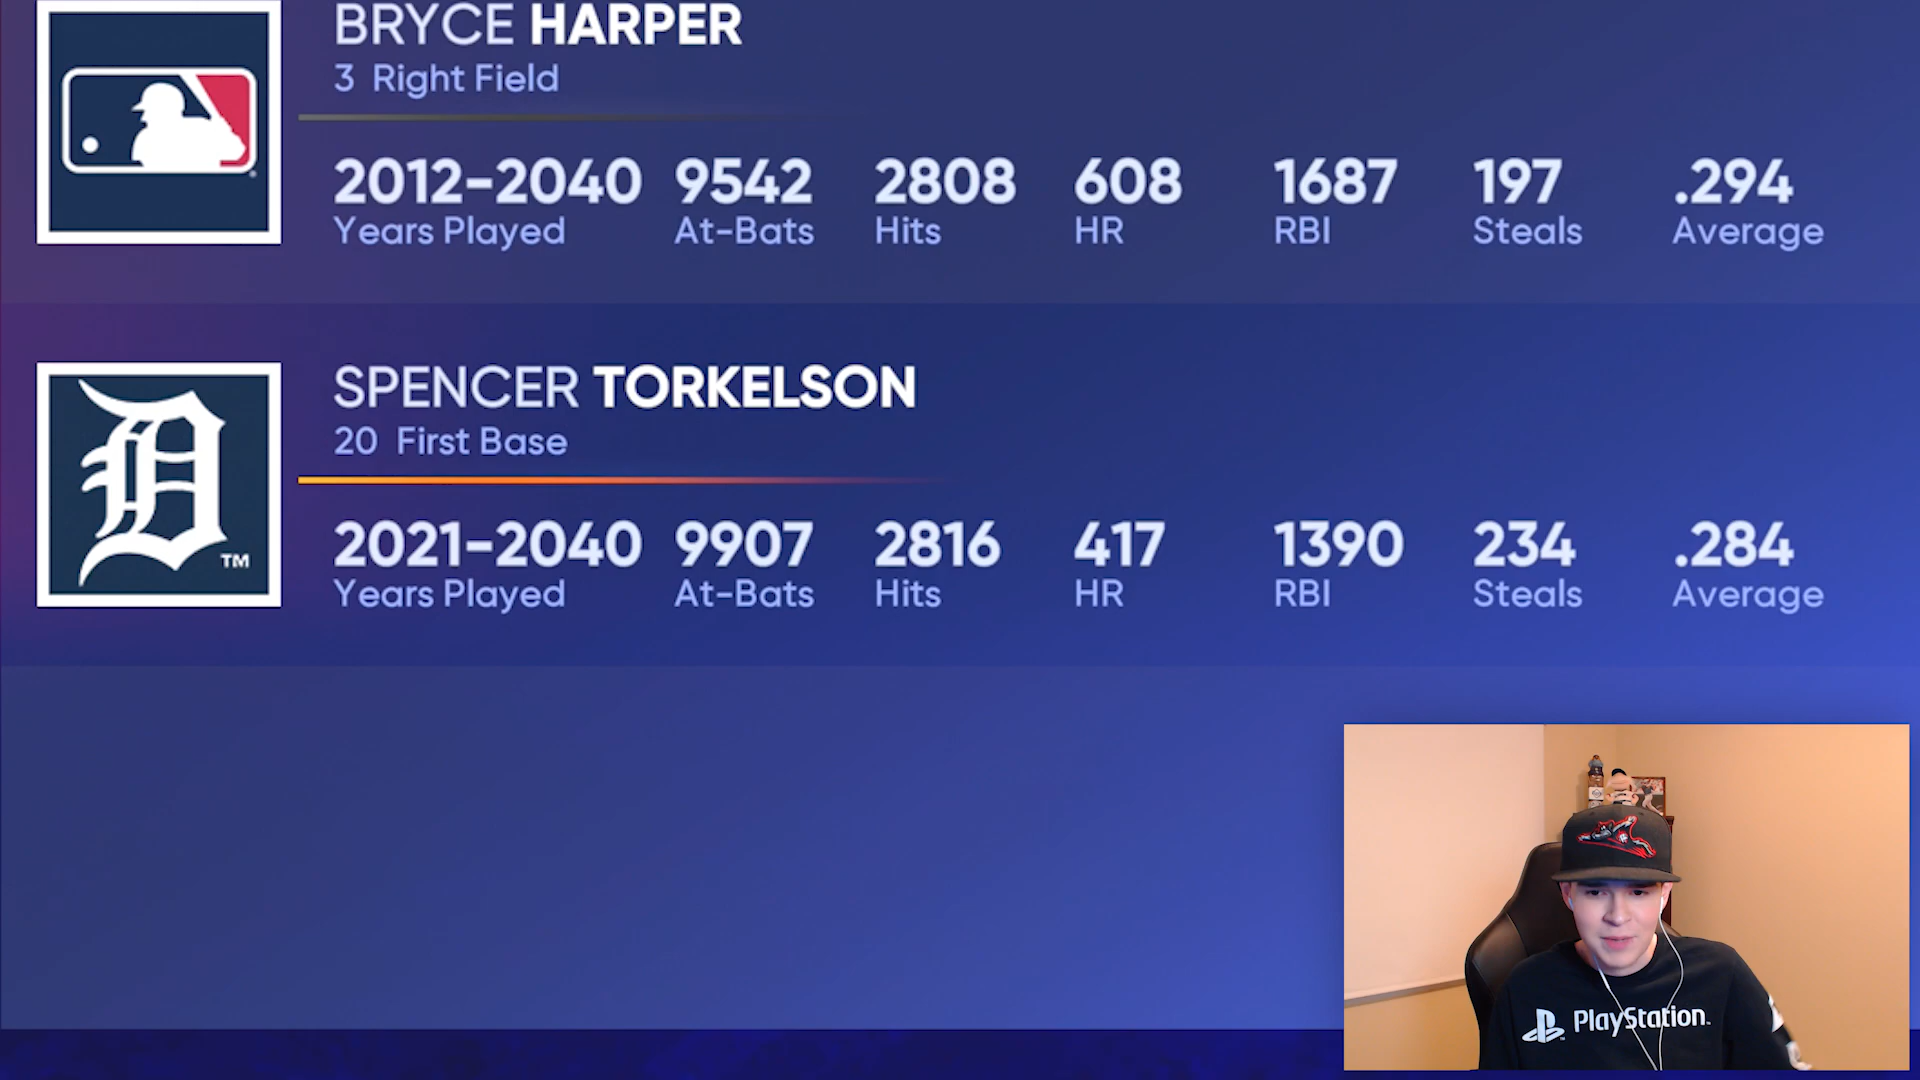 BRYCE HARPER
3 Right Field
2012-2040 9542 2808 608 1687 197 .294
Years Played At-Bats Hits HR RBI Steals Average
SPENCER TORKELSON
20 First Base
D TM
2021-2040 9907 2816 417 1390 234 .284
Years Played At-Bats Hits HR RBI Steals Average
PlayStation